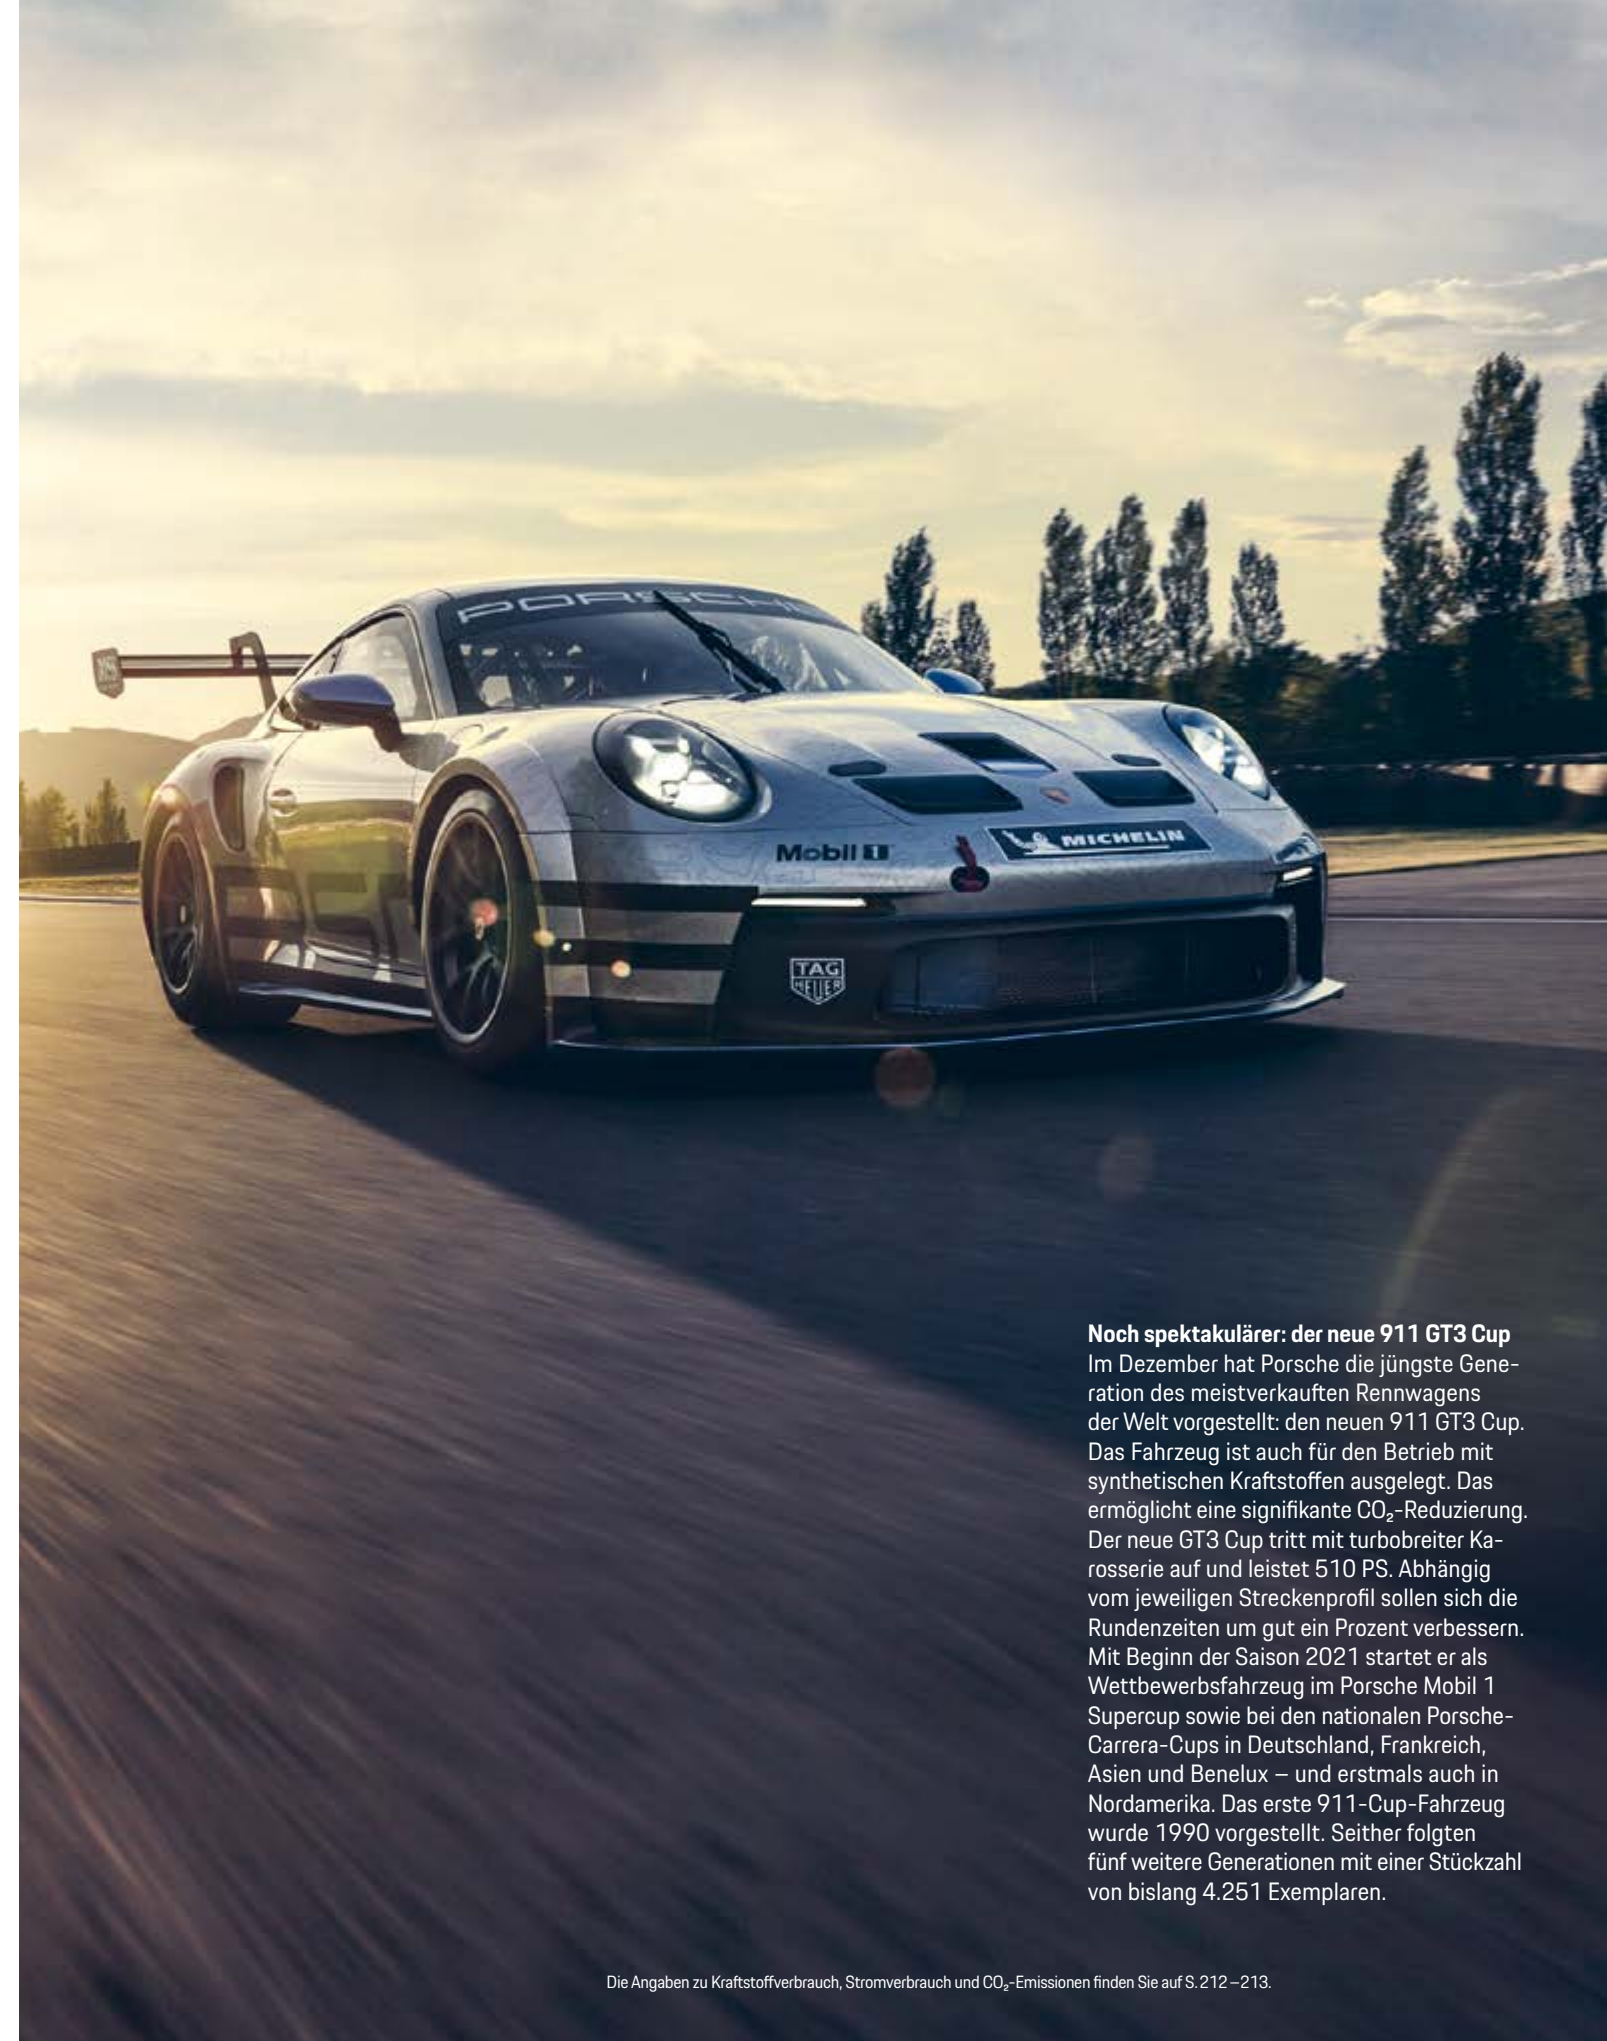 PORSCHE
Mobil 1
MICHELIN
TAG
HEUER
Noch spektakulärer: der neue 911 GT3 Cup
Im Dezember hat Porsche die jüngste Gene-
ration des meistverkauften Rennwagens
der Welt vorgestellt: den neuen 911 GT3 Cup.
Das Fahrzeug ist auch für den Betrieb mit
synthetischen Kraftstoffen ausgelegt. Das
ermöglicht eine signifikante CO₂-Reduzierung.
Der neue GT3 Cup tritt mit turbobreiter Ka-
rosserie auf und leistet 510 PS. Abhängig
vom jeweiligen Streckenprofil sollen sich die
Rundenzeiten um gut ein Prozent verbessern.
Mit Beginn der Saison 2021 startet er als
Wettbewerbsfahrzeug im Porsche Mobil 1
Supercup sowie bei den nationalen Porsche-
Carrera-Cups in Deutschland, Frankreich,
Asien und Benelux – und erstmals auch in
Nordamerika. Das erste 911-Cup-Fahrzeug
wurde 1990 vorgestellt. Seither folgten
fünf weitere Generationen mit einer Stückzahl
von bislang 4.251 Exemplaren.
Die Angaben zu Kraftstoffverbrauch, Stromverbrauch und CO₂-Emissionen finden Sie auf S. 212–213.